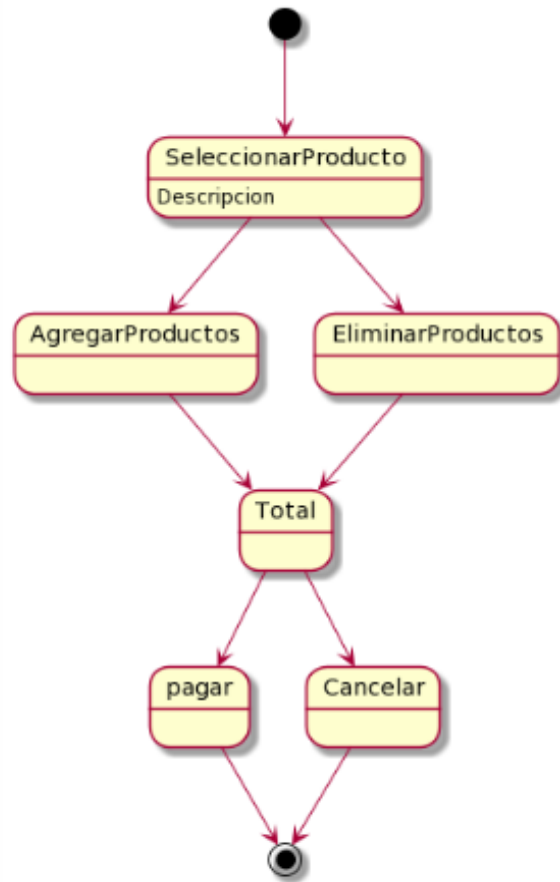 SeleccionarProducto
Descripcion
AgregarProductos
EliminarProductos
Total
pagar
Cancelar